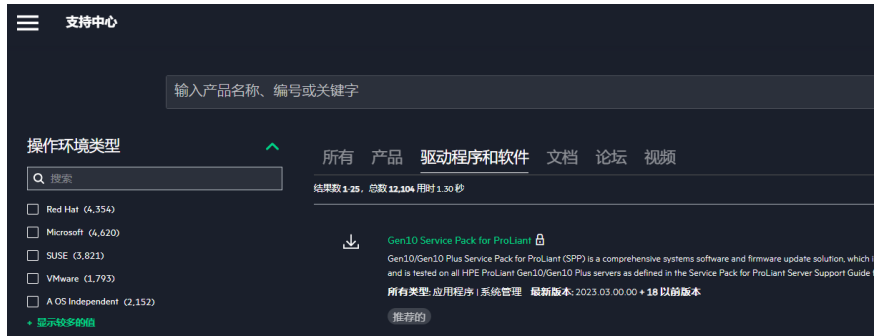 支持中心
输入产品名称、编号或关键字
操作环境类型
搜索
Red Hat (4,354)
Microsoft (4,620)
SUSE (3,821)
VMware (1,793)
A OS Independent (2,152)
+ 显示较多的值
所有 产品 驱动程序和软件 文档 论坛 视频
结果数 1-25，总数 12,104 用时 1.30 秒
Gen10 Service Pack for ProLiant
Gen10/Gen10 Plus Service Pack for ProLiant (SPP) is a comprehensive systems software and firmware update solution, which i
and is tested on all HPE ProLiant Gen10/Gen10 Plus servers as defined in the Service Pack for ProLiant Server Support Guide
所有类型: 应用程序 | 系统管理 最新版本: 2023.03.00.00 + 18 以前版本
推荐的